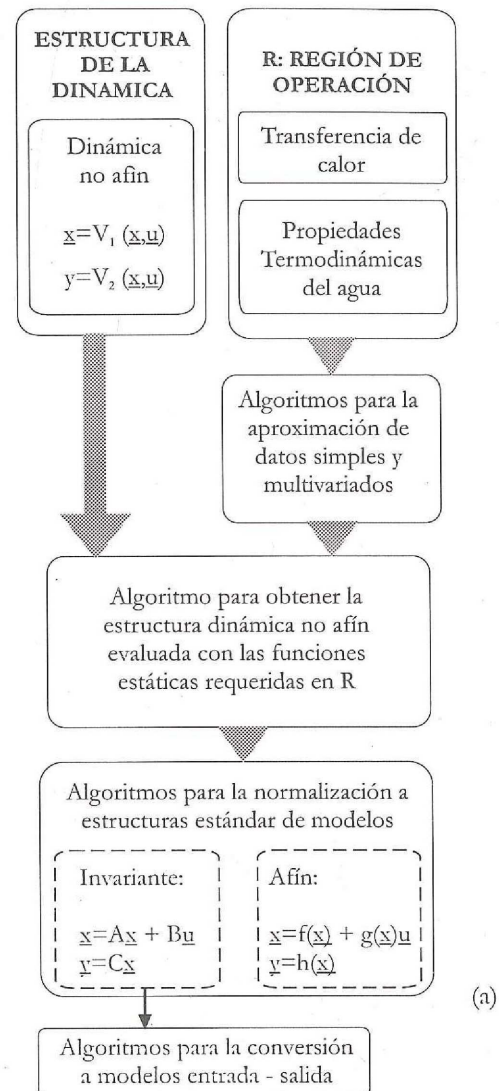 ESTRUCTURA
DE LA
DINAMICA
Dinámica
no afin
x=V₁ (x,u)
y=V₂ (x,u)
R: REGIÓN DE
OPERACIÓN
Transferencia de
calor
Propiedades
Termodinámicas
del agua
Algoritmos para la
aproximación de
datos simples y
multivariados
Algoritmo para obtener la
estructura dinámica no afín
evaluada con las funciones
estáticas requeridas en R
Algoritmos para la normalización a
estructuras estándar de modelos
Invariante:
x=Ax + Bu
y=Cx
Afín:
x=f(x) + g(x)u
y=h(x)
(a)
Algoritmos para la conversión
a modelos entrada - salida